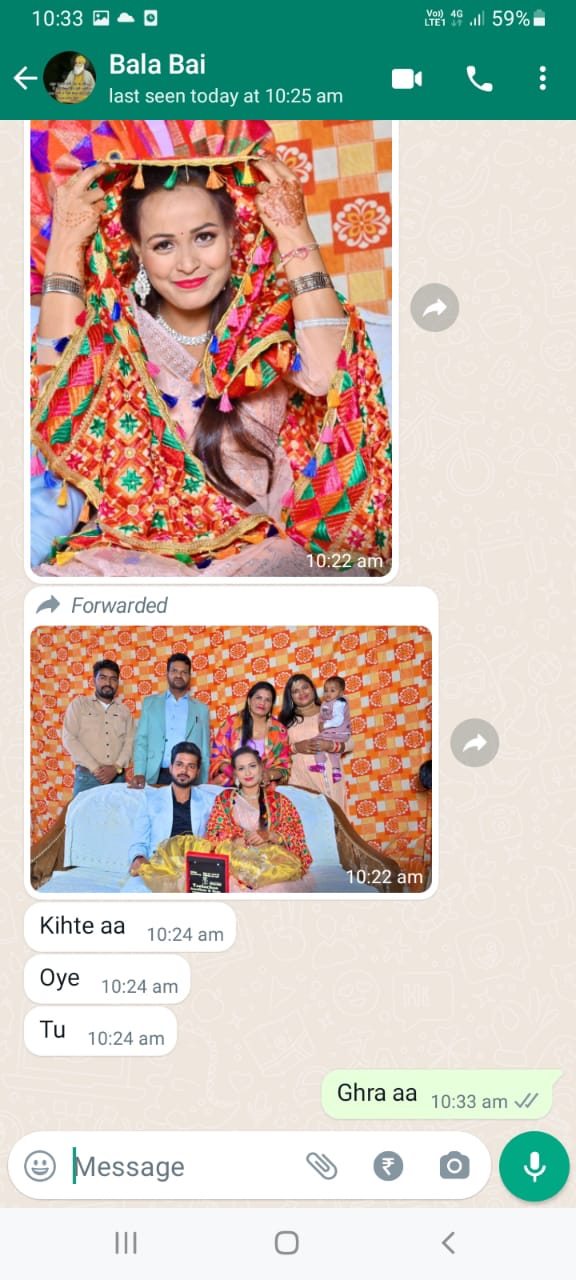 10:33
Vo)) 4G
LTE1
59%
Bala Bai
last seen today at 10:25 am
10:22 am
Forwarded
10:22 am
Kihte aa 10:24 am
Oye 10:24 am
Tu 10:24 am
Ghra aa 10:33 am
Message